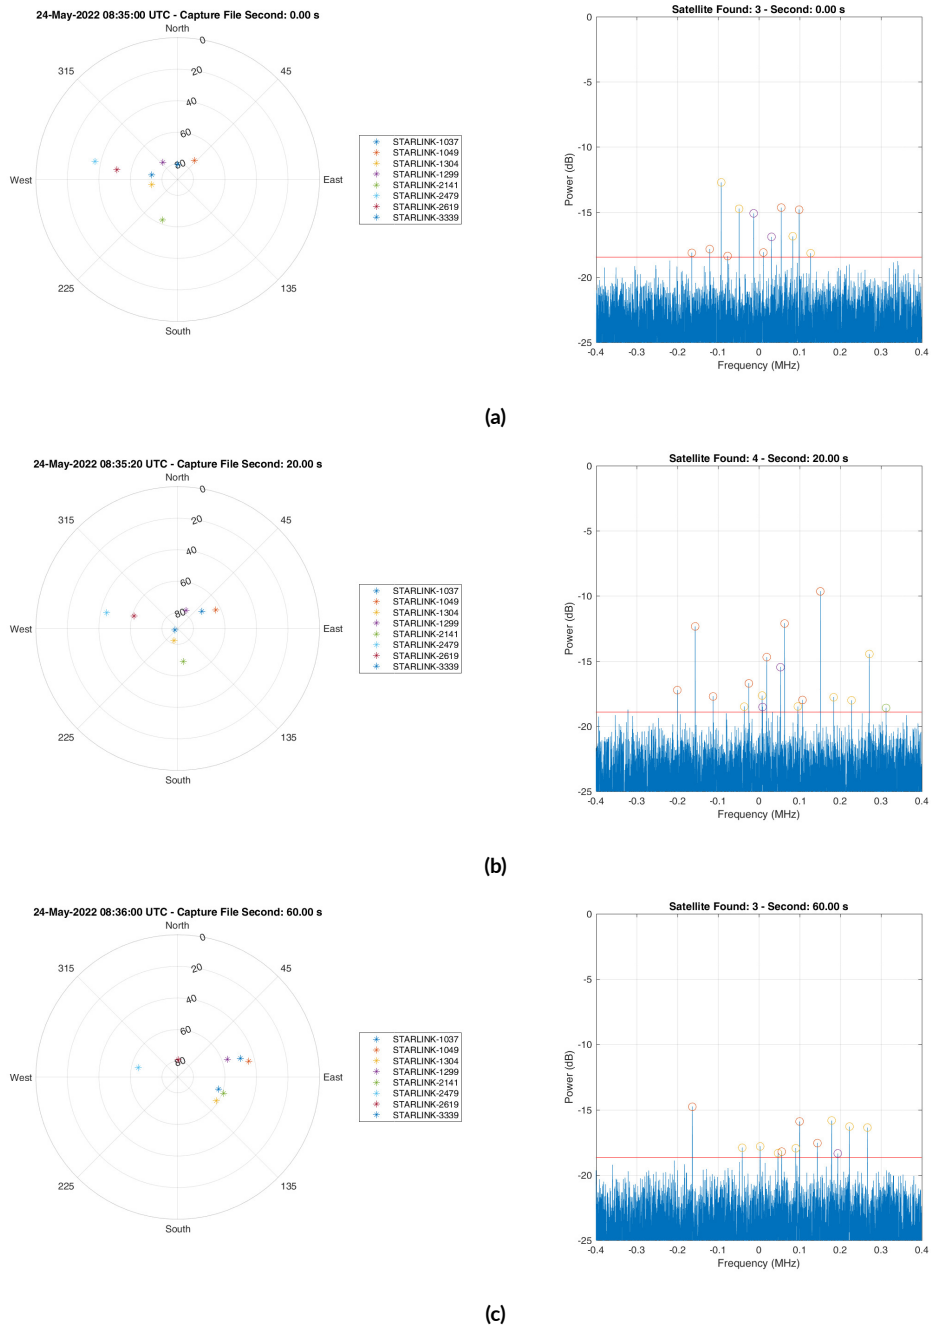 24-May-2022 08:35:00 UTC - Capture File Second: 0.00 s
North
0
20
40
60
80
315
45
West
East
225
135
South
STARLINK-1037
STARLINK-1049
STARLINK-1304
STARLINK-1299
STARLINK-2141
STARLINK-2479
STARLINK-2619
STARLINK-3339
Satellite Found: 3 - Second: 0.00 s
Power (dB)
0
-5
-10
-15
-20
-25
-0.4 -0.3 -0.2 -0.1 0 0.1 0.2 0.3 0.4
Frequency (MHz)
(a)
24-May-2022 08:35:20 UTC - Capture File Second: 20.00 s
North
0
20
40
60
80
315
45
West
East
225
135
South
STARLINK-1037
STARLINK-1049
STARLINK-1304
STARLINK-1299
STARLINK-2141
STARLINK-2479
STARLINK-2619
STARLINK-3339
Satellite Found: 4 - Second: 20.00 s
Power (dB)
0
-5
-10
-15
-20
-25
-0.4 -0.3 -0.2 -0.1 0 0.1 0.2 0.3 0.4
Frequency (MHz)
(b)
24-May-2022 08:36:00 UTC - Capture File Second: 60.00 s
North
0
20
40
60
80
315
45
West
East
225
135
South
STARLINK-1037
STARLINK-1049
STARLINK-1304
STARLINK-1299
STARLINK-2141
STARLINK-2479
STARLINK-2619
STARLINK-3339
Satellite Found: 3 - Second: 60.00 s
Power (dB)
0
-5
-10
-15
-20
-25
-0.4 -0.3 -0.2 -0.1 0 0.1 0.2 0.3 0.4
Frequency (MHz)
(c)